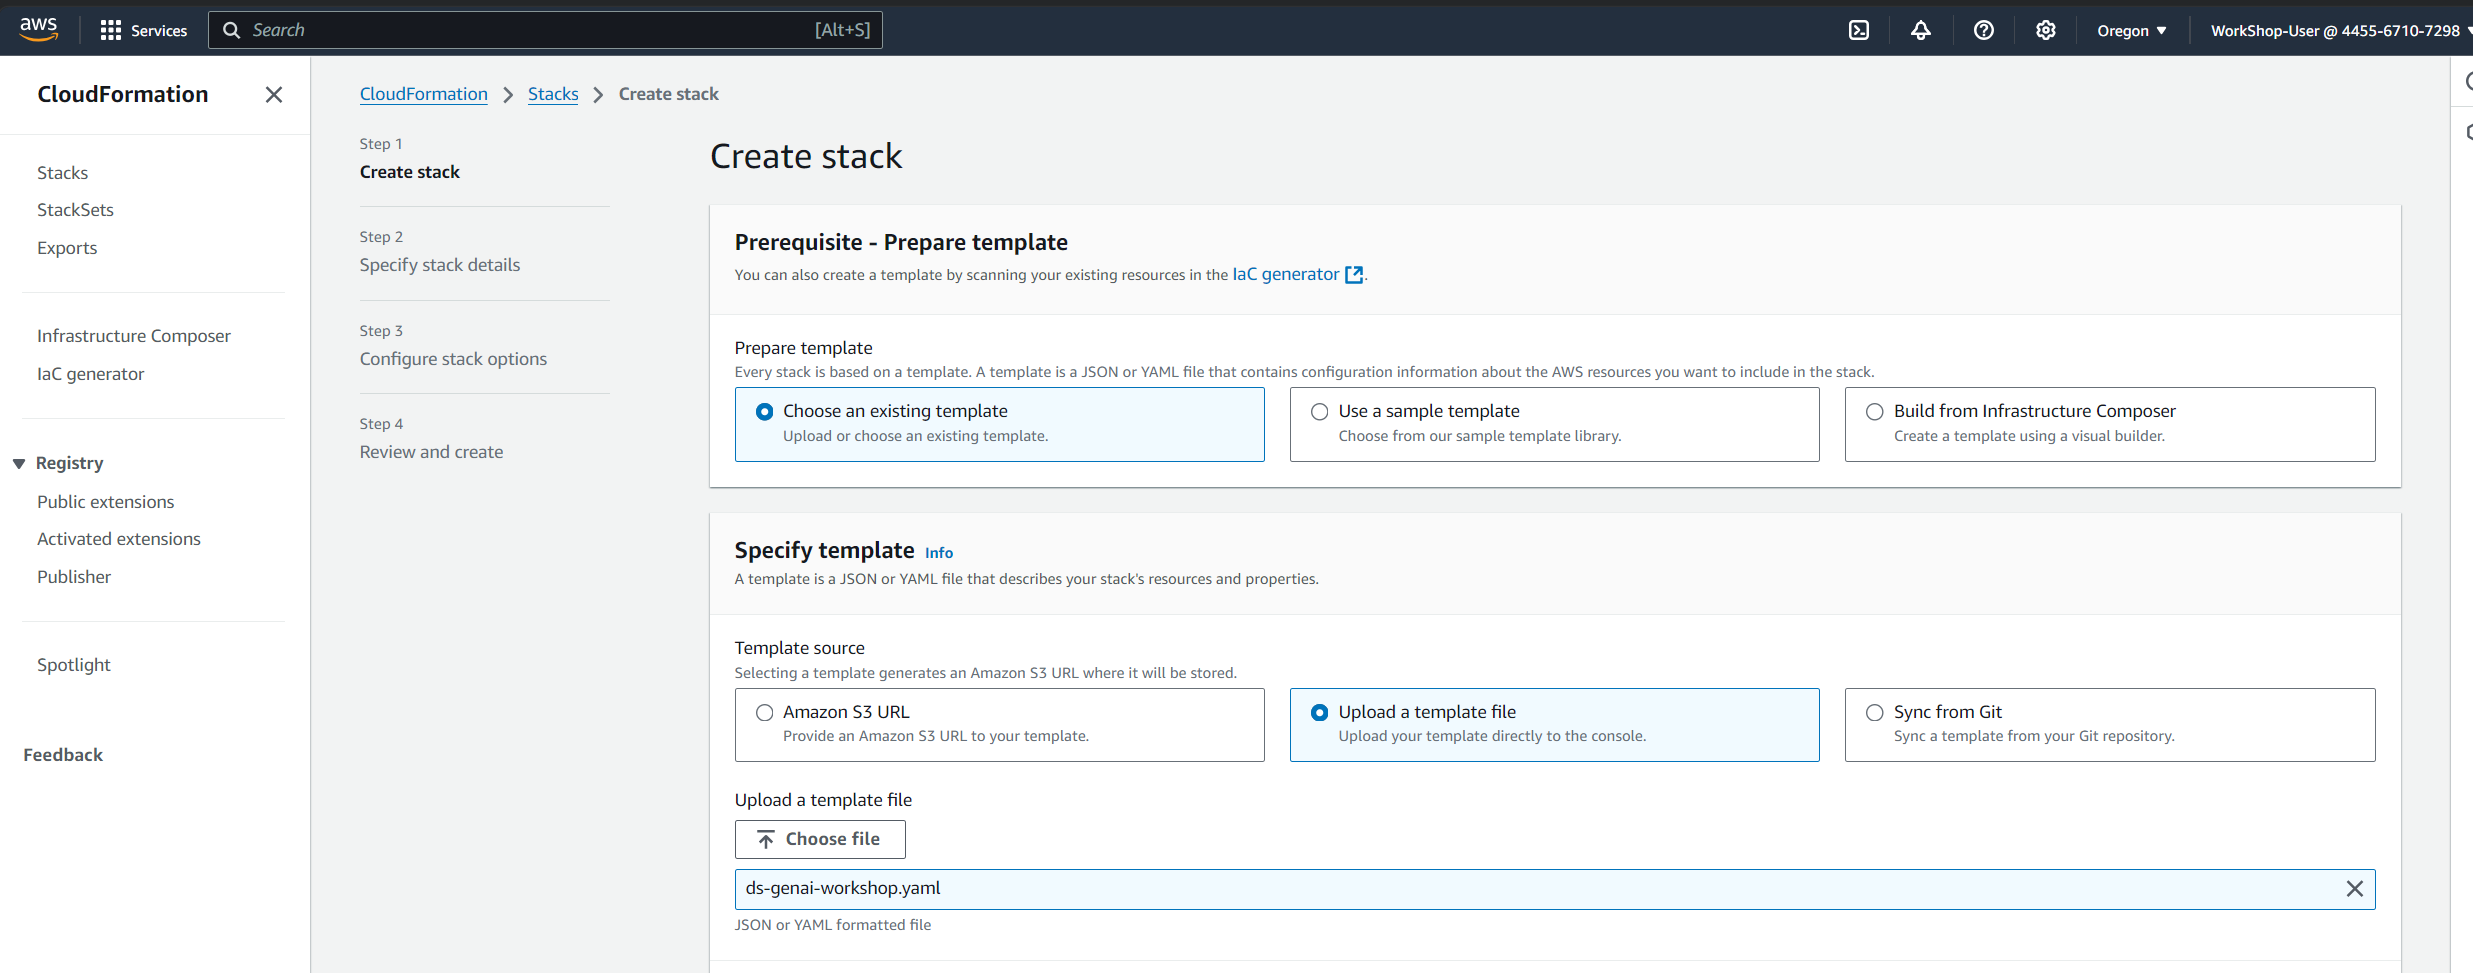 aws
Services
Search
[Alt+S]
Oregon
WorkShop-User @ 4455-6710-7298
CloudFormation
Stacks
StackSets
Exports
Infrastructure Composer
IaC generator
Registry
Public extensions
Activated extensions
Publisher
Spotlight
Feedback
CloudFormation
Stacks
Create stack
Step 1
Create stack
Step 2
Specify stack details
Step 3
Configure stack options
Step 4
Review and create
Create stack
Prerequisite - Prepare template
You can also create a template by scanning your existing resources in the IaC generator.
Prepare template
Every stack is based on a template. A template is a JSON or YAML file that contains configuration information about the AWS resources you want to include in the stack.
Choose an existing template
Upload or choose an existing template.
Use a sample template
Choose from our sample template library.
Build from Infrastructure Composer
Create a template using a visual builder.
Specify template Info
A template is a JSON or YAML file that describes your stack's resources and properties.
Template source
Selecting a template generates an Amazon S3 URL where it will be stored.
Amazon S3 URL
Provide an Amazon S3 URL to your template.
Upload a template file
Upload your template directly to the console.
Sync from Git
Sync a template from your Git repository.
Upload a template file
Choose file
ds-genai-workshop.yaml
JSON or YAML formatted file